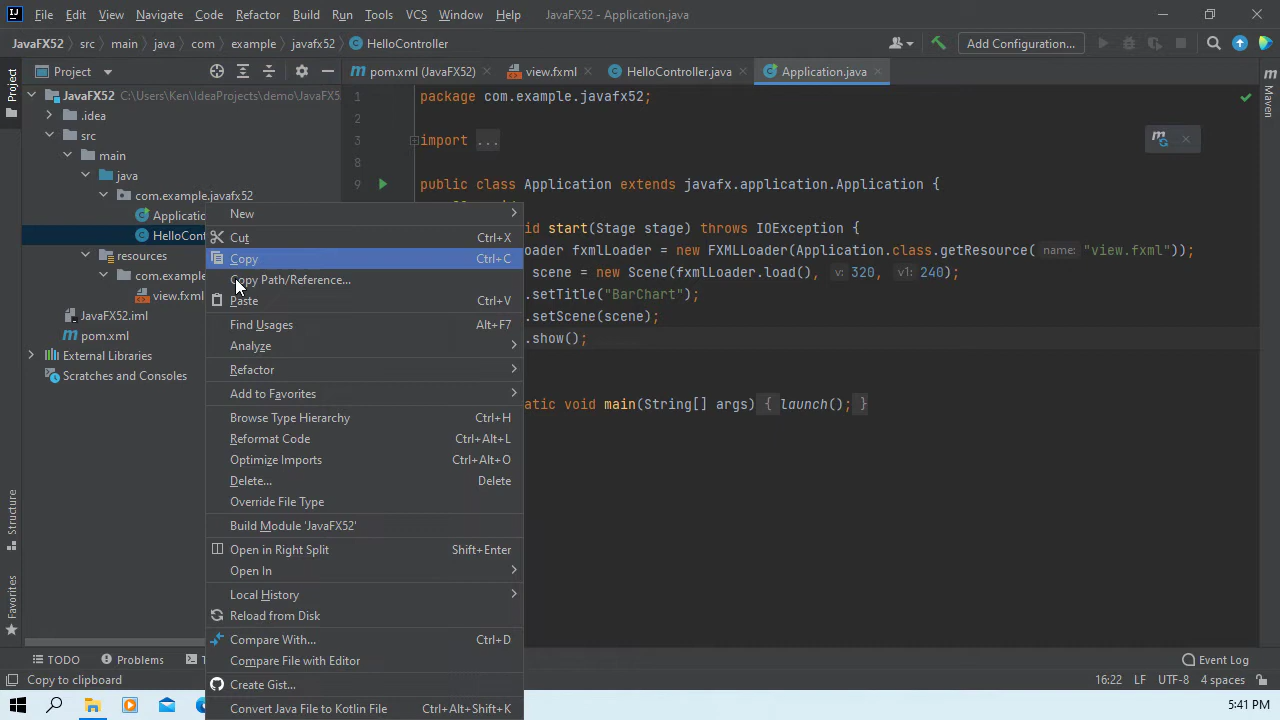 File Edit View Navigate Code Refactor Build Run Tools VCS Window Help JavaFX52 - Application.java
JavaFX52 src main java com example javafx52 HelloController Add Configuration...
Project
Project
pom.xml (JavaFX52) view.fxml HelloController.java Application.java
Maven
JavaFX52 C:\Users\Ken\IdeaProjects\demo\JavaFX5
.idea
src
main
java
com.example.javafx52
Applicatio
HelloCont
resources
com.example
view.fxml
JavaFX52.iml
pom.xml
External Libraries
Scratches and Consoles
1 package com.example.javafx52;
2
3 import ...
8
9 public class Application extends javafx.application.Application {
id start(Stage stage) throws IOException {
oader fxmlLoader = new FXMLLoader(Application.class.getResource( name: "view.fxml"));
scene = new Scene(fxmlLoader.load(), v: 320, v1: 240);
.setTitle("BarChart");
.setScene(scene);
.show();
atic void main(String[] args) { launch(); }
New
Cut Ctrl+X
Copy Ctrl+C
Copy Path/Reference...
Paste Ctrl+V
Find Usages Alt+F7
Analyze
Refactor
Add to Favorites
Browse Type Hierarchy Ctrl+H
Reformat Code Ctrl+Alt+L
Optimize Imports Ctrl+Alt+O
Delete... Delete
Override File Type
Build Module 'JavaFX52'
Open in Right Split Shift+Enter
Open In
Local History
Reload from Disk
Compare With... Ctrl+D
Compare File with Editor
Create Gist...
Convert Java File to Kotlin File Ctrl+Alt+Shift+K
Structure
Favorites
TODO Problems Event Log
Copy to clipboard 16:22 LF UTF-8 4 spaces
5:41 PM